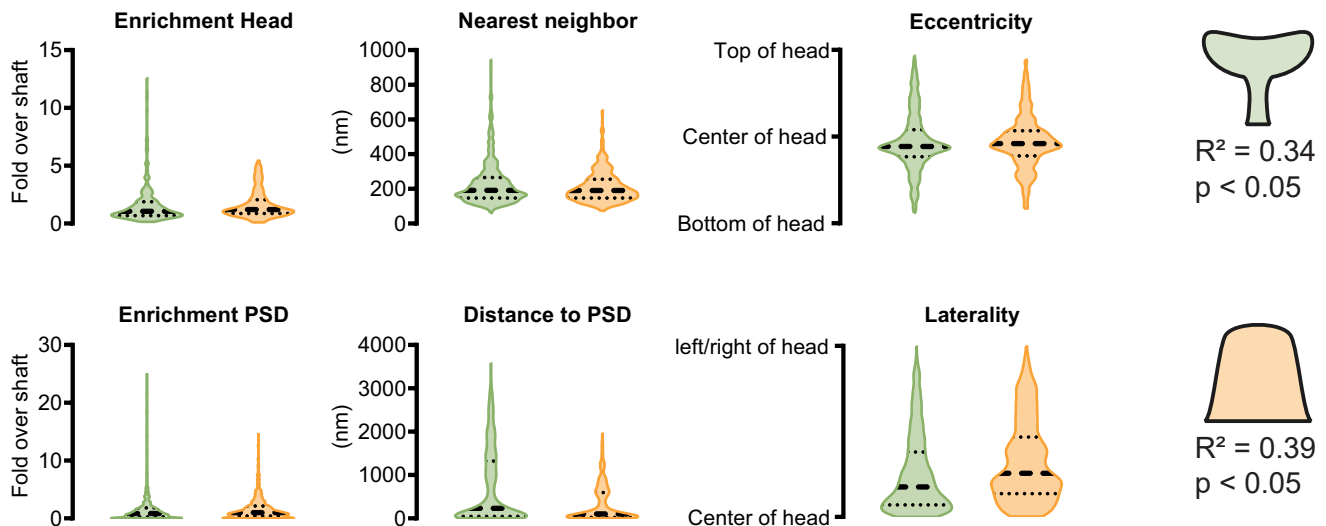 Enrichment Head
Fold over shaft
15
10
5
0
Nearest neighbor
(nm)
1000
800
600
400
200
0
Eccentricity
Top of head
Center of head
Bottom of head
R² = 0.34
p < 0.05
Enrichment PSD
Fold over shaft
30
20
10
0
Distance to PSD
(nm)
4000
3000
2000
1000
0
Laterality
left/right of head
Center of head
R² = 0.39
p < 0.05